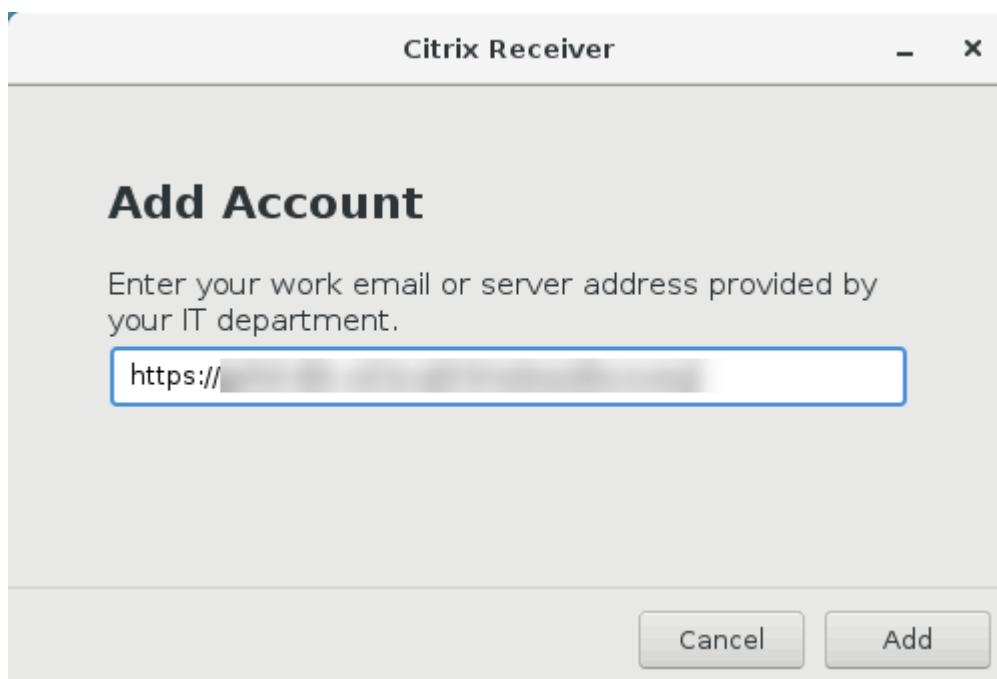 Citrix Receiver
Add Account
Enter your work email or server address provided by
your IT department.
https://
Cancel
Add